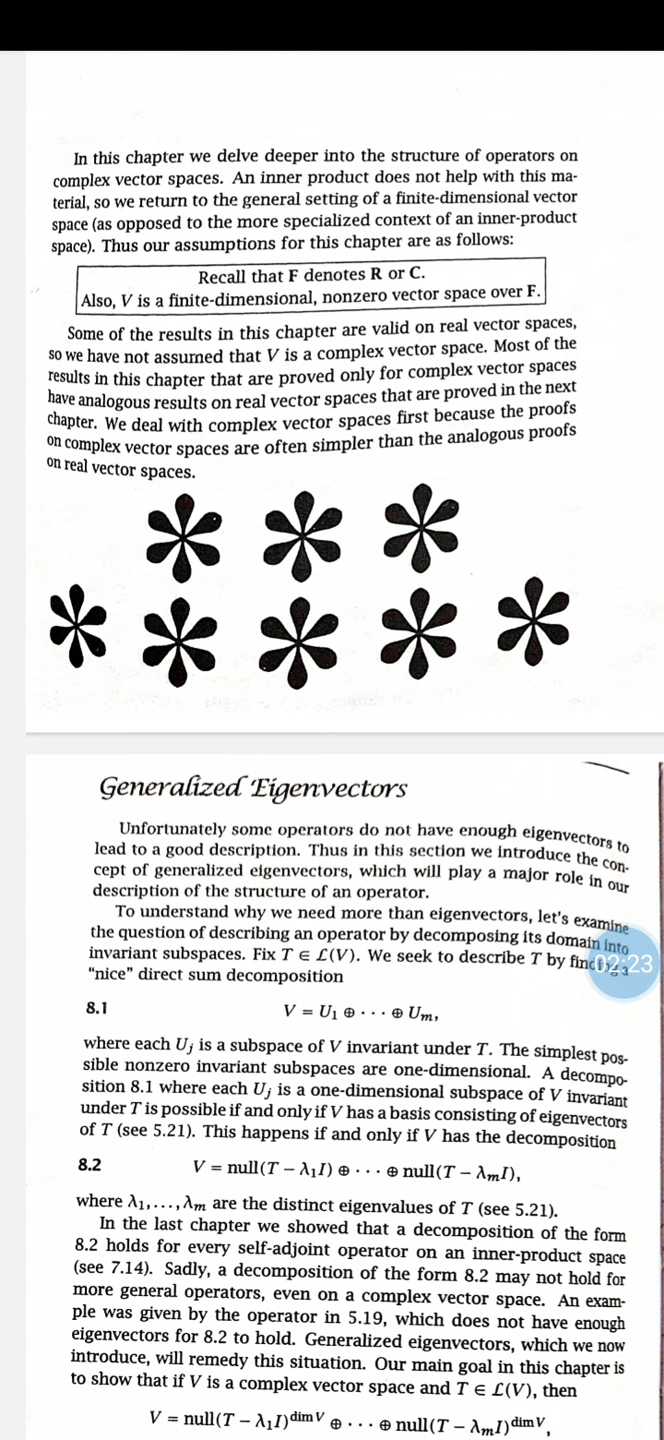 In this chapter we delve deeper into the structure of operators on
complex vector spaces. An inner product does not help with this ma-
terial, so we return to the general setting of a finite-dimensional vector
space (as opposed to the more specialized context of an inner-product
space). Thus our assumptions for this chapter are as follows:
Recall that F denotes R or C.
Also, V is a finite-dimensional, nonzero vector space over F.
Some of the results in this chapter are valid on real vector spaces,
so we have not assumed that V is a complex vector space. Most of the
results in this chapter that are proved only for complex vector spaces
have analogous results on real vector spaces that are proved in the next
chapter. We deal with complex vector spaces first because the proofs
on complex vector spaces are often simpler than the analogous proofs
on real vector spaces.
Generalized Eigenvectors
Unfortunately some operators do not have enough eigenvectors to
lead to a good description. Thus in this section we introduce the con-
cept of generalized eigenvectors, which will play a major role in our
description of the structure of an operator.
To understand why we need more than eigenvectors, let's examine
the question of describing an operator by decomposing its domain into
invariant subspaces. Fix T ∈ ℒ(V). We seek to describe T by
02:23
"nice" direct sum decomposition
8.1 V = U₁ ⊕ · · · ⊕ Uₘ,
where each Uⱼ is a subspace of V invariant under T. The simplest pos-
sible nonzero invariant subspaces are one-dimensional. A decompo-
sition 8.1 where each Uⱼ is a one-dimensional subspace of V invariant
under T is possible if and only if V has a basis consisting of eigenvectors
of T (see 5.21). This happens if and only if V has the decomposition
8.2 V = null(T − λ₁I) ⊕ · · · ⊕ null(T − λₘI),
where λ₁,..., λₘ are the distinct eigenvalues of T (see 5.21).
In the last chapter we showed that a decomposition of the form
8.2 holds for every self-adjoint operator on an inner-product space
(see 7.14). Sadly, a decomposition of the form 8.2 may not hold for
more general operators, even on a complex vector space. An exam-
ple was given by the operator in 5.19, which does not have enough
eigenvectors for 8.2 to hold. Generalized eigenvectors, which we now
introduce, will remedy this situation. Our main goal in this chapter is
to show that if V is a complex vector space and T ∈ ℒ(V), then
V = null(T − λ₁I)^dim V ⊕ · · · ⊕ null(T − λₘI)^dim V,